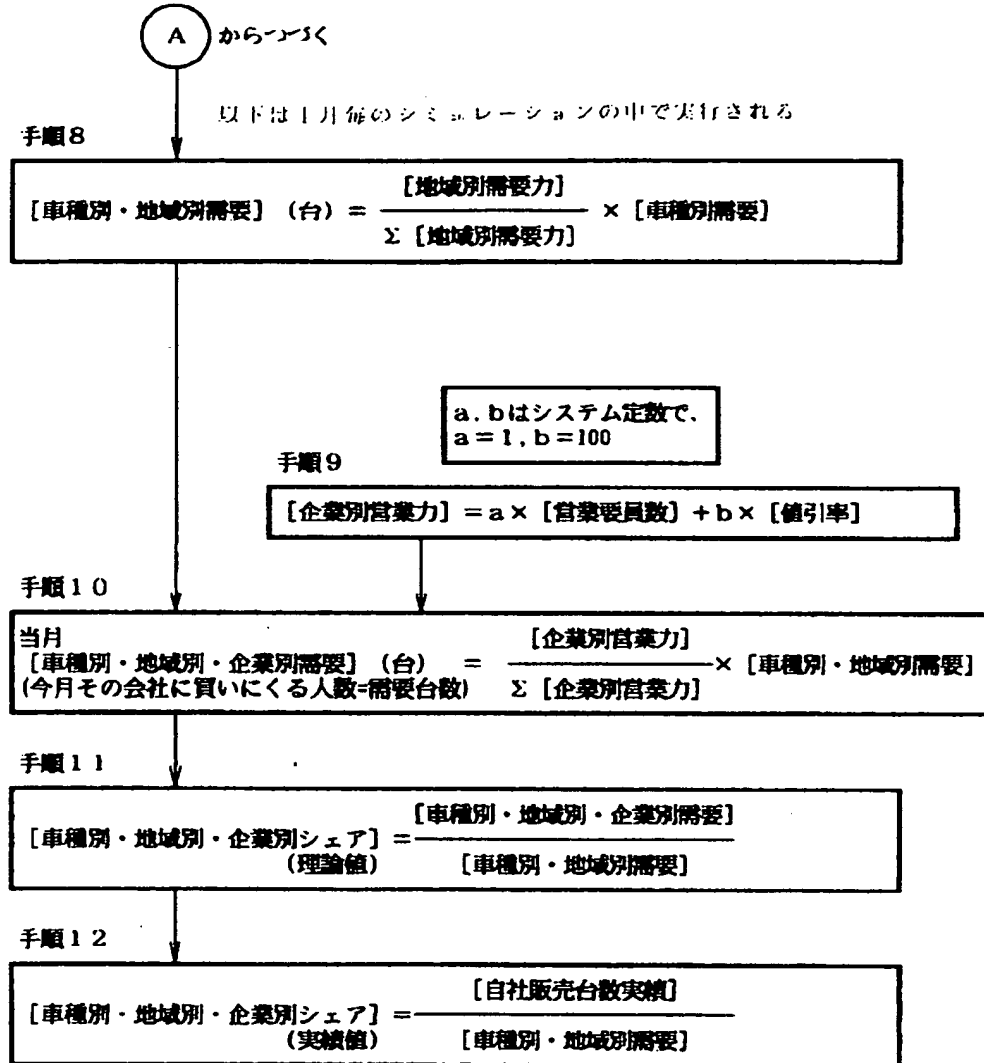 A からつづく
以下は1月毎のシミュレーションの中で実行される
手順8
[地域別需要力]
[車種別・地域別需要] (台) = × [車種別需要]
Σ [地域別需要力]
a.bはシステム定数で、
a=1,b=100
手順9
[企業別営業力] =a× [営業要員数] +b× [値引率]
手順10
当月 [企業別営業力]
[車種別・地域別・企業別需要] (台) = × [車種別・地域別需要]
(今月その会社に買いにくる人数=需要台数) Σ [企業別営業力]
手順11
[車種別・地域別・企業別需要]
[車種別・地域別・企業別シェア] =
(理論値) [車種別・地域別需要]
手順12
[自社販売台数実績]
[車種別・地域別・企業別シェア] =
(実績値) [車種別・地域別需要]